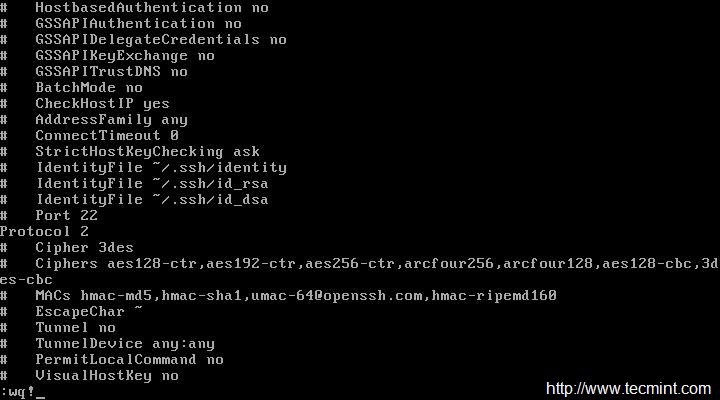 #   HostbasedAuthentication no
#   GSSAPIAuthentication no
#   GSSAPIDelegateCredentials no
#   GSSAPIKeyExchange no
#   GSSAPITrustDNS no
#   BatchMode no
#   CheckHostIP yes
#   AddressFamily any
#   ConnectTimeout 0
#   StrictHostKeyChecking ask
#   IdentityFile ~/.ssh/identity
#   IdentityFile ~/.ssh/id_rsa
#   IdentityFile ~/.ssh/id_dsa
#   Port 22
Protocol 2
#   Cipher 3des
#   Ciphers aes128-ctr,aes192-ctr,aes256-ctr,arcfour256,arcfour128,aes128-cbc,3d
es-cbc
#   MACs hmac-md5,hmac-sha1,umac-64@openssh.com,hmac-ripemd160
#   EscapeChar ~
#   Tunnel no
#   TunnelDevice any:any
#   PermitLocalCommand no
#   VisualHostKey no
:wq!_
http://www.tecmint.com